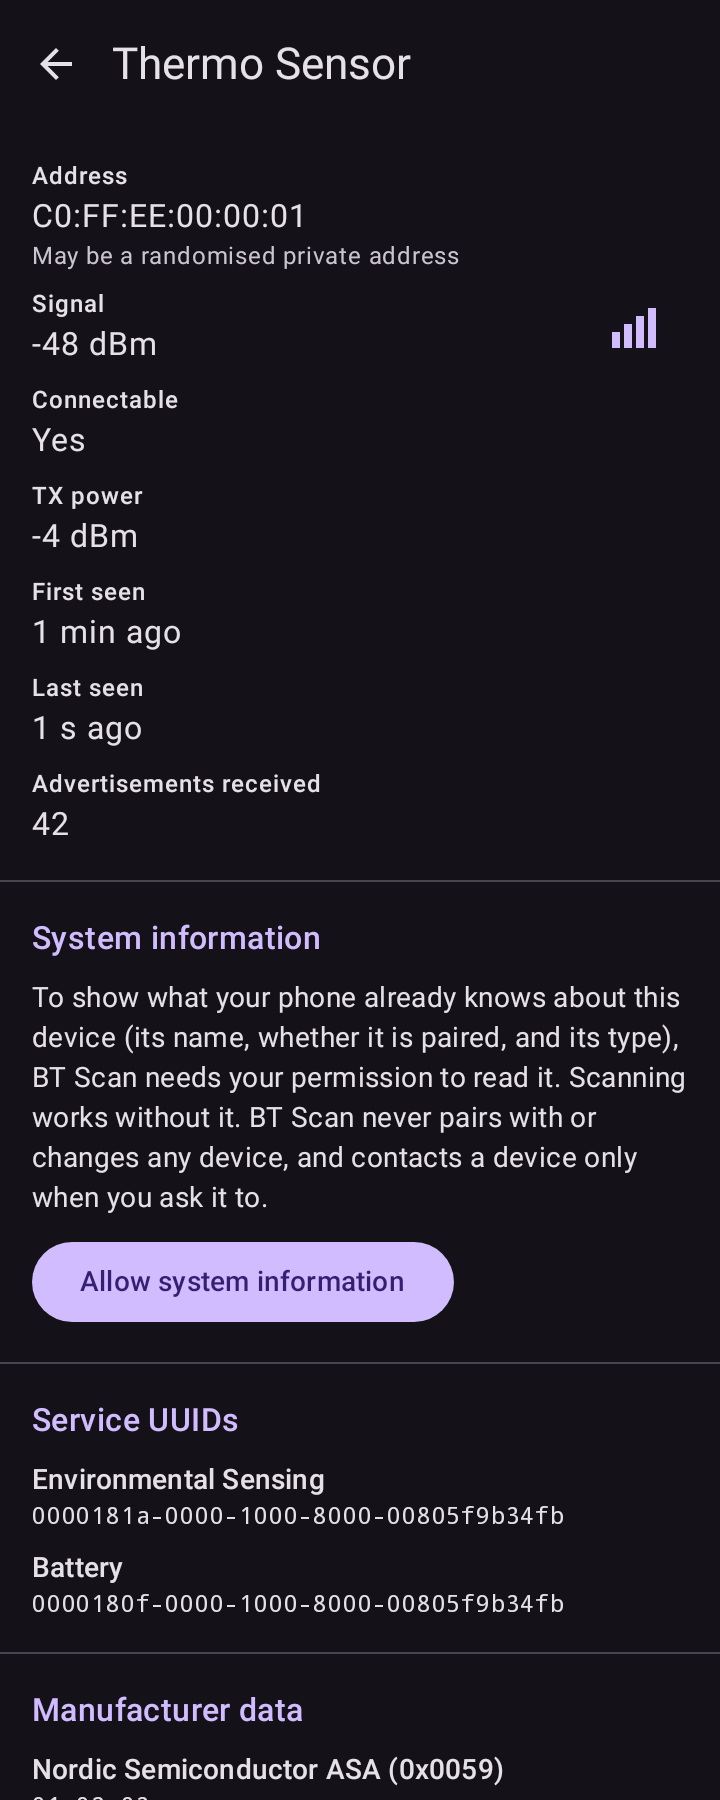 Thermo Sensor
Address
C0:FF:EE:00:00:01
May be a randomised private address
Signal
-48 dBm
Connectable
Yes
TX power
-4 dBm
First seen
1 min ago
Last seen
1 s ago
Advertisements received
42
System information
To show what your phone already knows about this
device (its name, whether it is paired, and its type),
BT Scan needs your permission to read it. Scanning
works without it. BT Scan never pairs with or
changes any device, and contacts a device only
when you ask it to.
Allow system information
Service UUIDs
Environmental Sensing
0000181a-0000-1000-8000-00805f9b34fb
Battery
0000180f-0000-1000-8000-00805f9b34fb
Manufacturer data
Nordic Semiconductor ASA (0x0059)